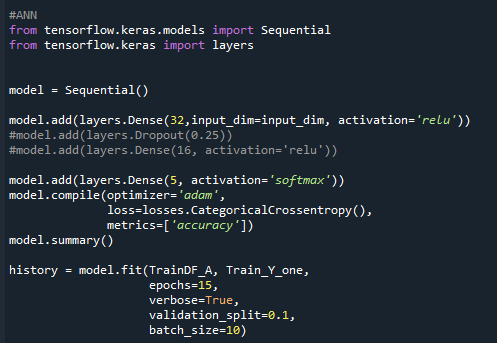 #ANN
from tensorflow.keras.models import Sequential
from tensorflow.keras import layers
model = Sequential()
model.add(layers.Dense(32,input_dim=input_dim, activation='relu'))
#model.add(layers.Dropout(0.25))
#model.add(layers.Dense(16, activation='relu'))
model.add(layers.Dense(5, activation='softmax'))
model.compile(optimizer='adam',
loss=losses.CategoricalCrossentropy(),
metrics=['accuracy'])
model.summary()
history = model.fit(TrainDF_A, Train_Y_one,
epochs=15,
verbose=True,
validation_split=0.1,
batch_size=10)